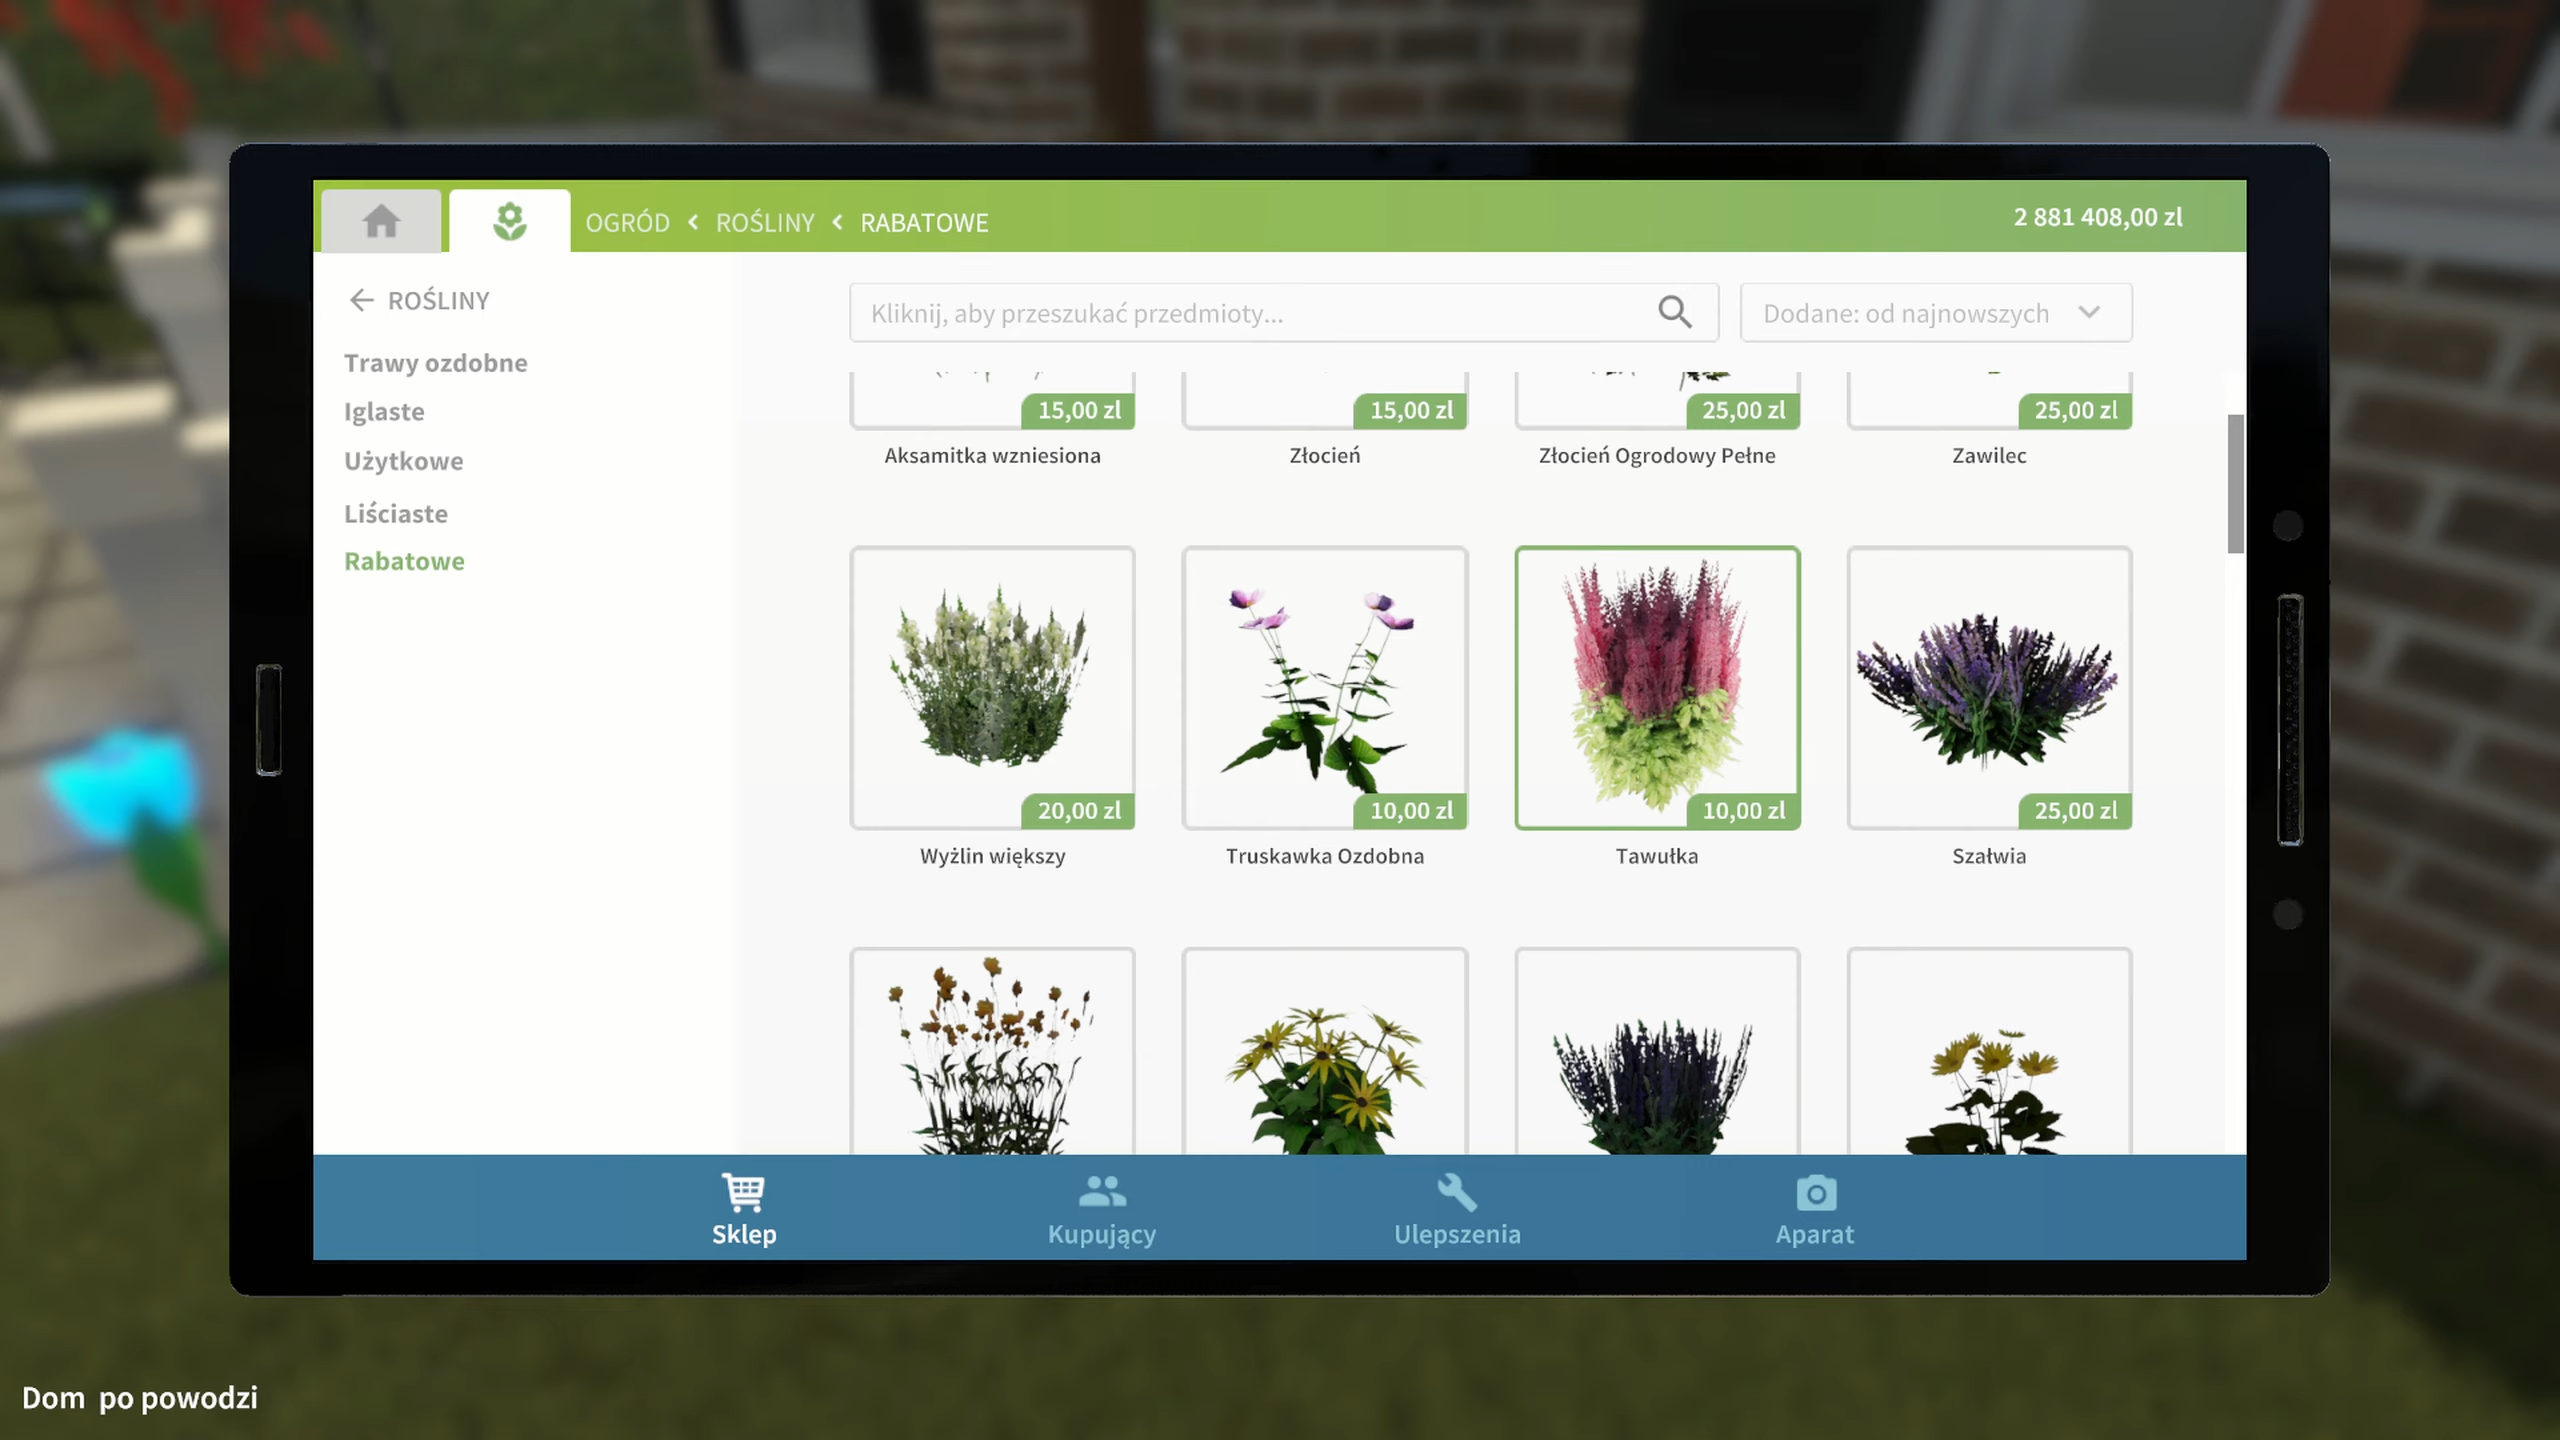 OGRÓD < ROŚLINY < RABATOWE
2 881 408,00 zl
ROŚLINY
Trawy ozdobne
Iglaste
Użytkowe
Liściaste
Rabatowe
Kliknij, aby przeszukać przedmioty...
Dodane: od najnowszych
15,00 zl
15,00 zl
25,00 zl
25,00 zl
Aksamitka wzniesiona
Złocień
Złocień Ogrodowy Pełne
Zawilec
20,00 zl
10,00 zl
10,00 zl
25,00 zl
Wyżlin większy
Truskawka Ozdobna
Tawułka
Szałwia
Sklep
Kupujący
Ulepszenia
Aparat
Dom po powodzi